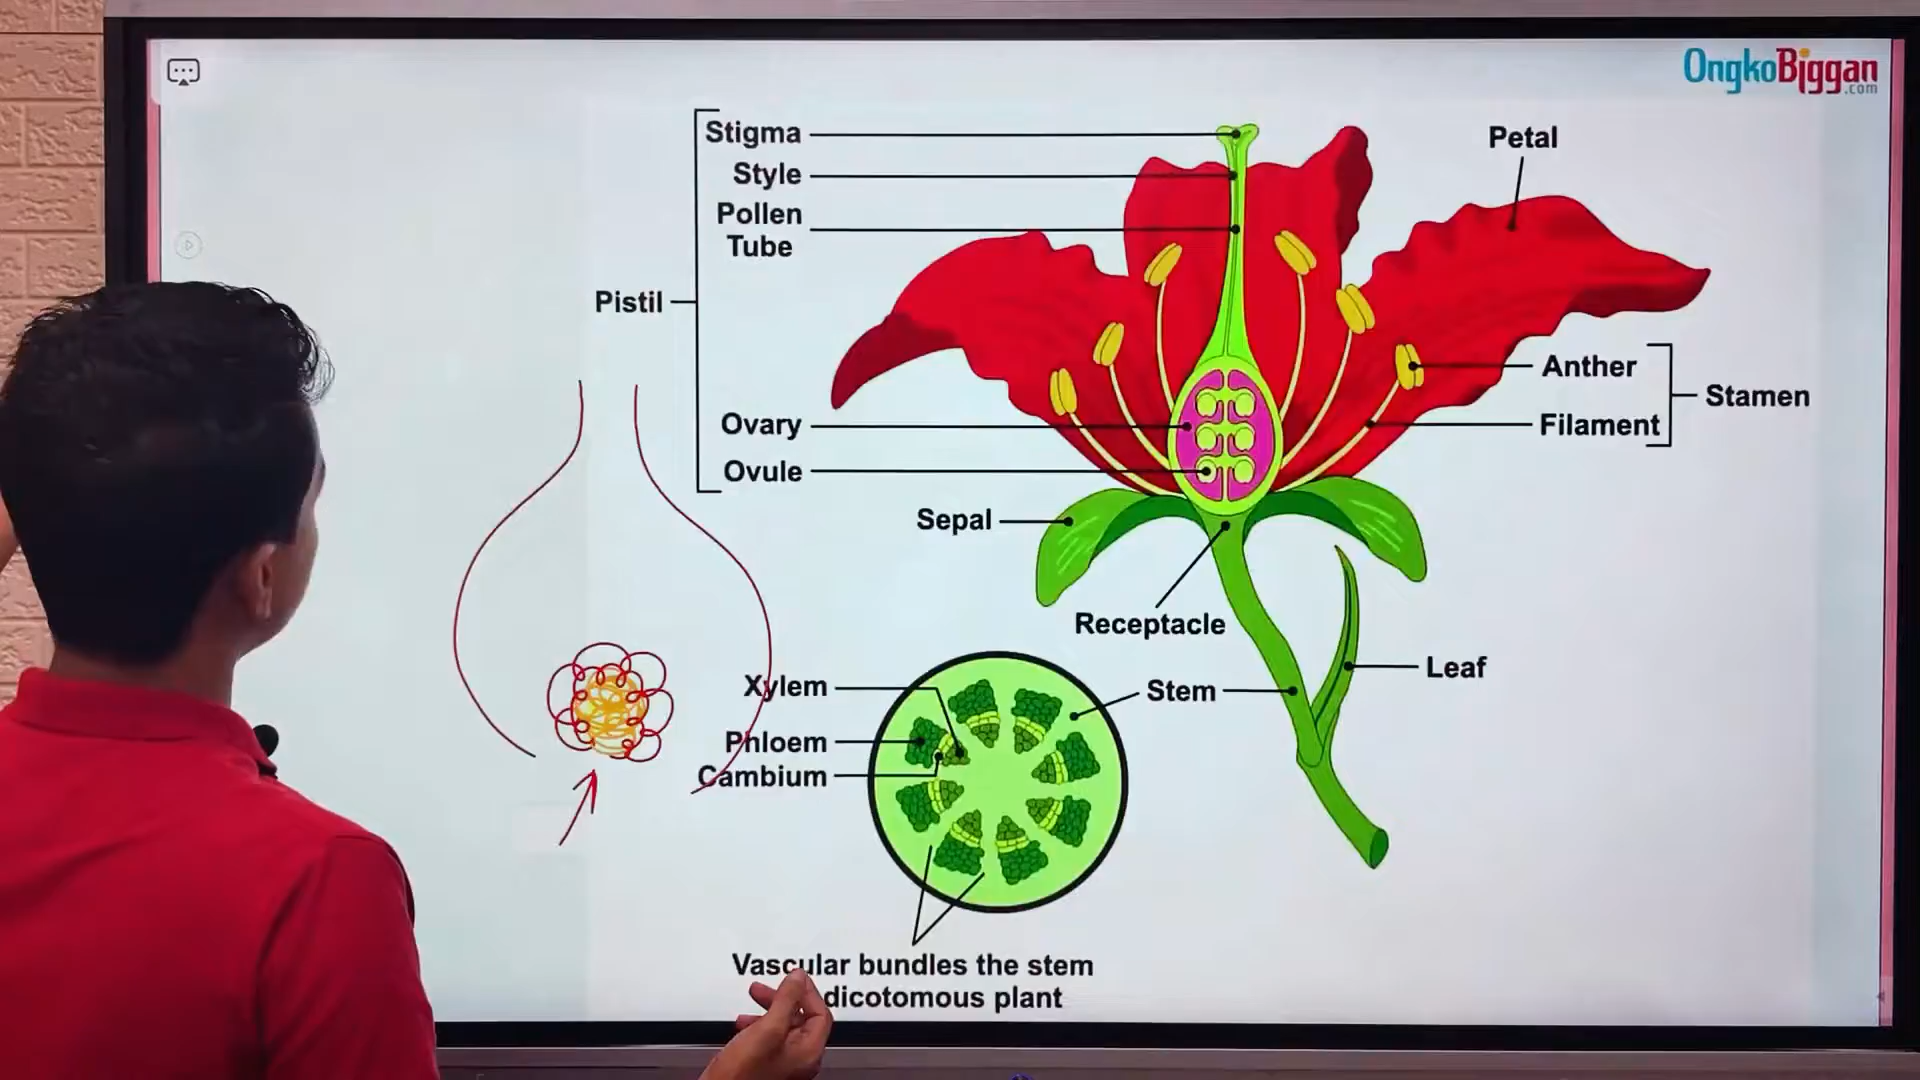 OngkoBiggan
.com
Stigma
Style
Pollen
Tube
Pistil
Ovary
Ovule
Sepal
Receptacle
Petal
Anther
Filament
Stamen
Leaf
Stem
Xylem
Phloem
Cambium
Vascular bundles the stem
dicotomous plant